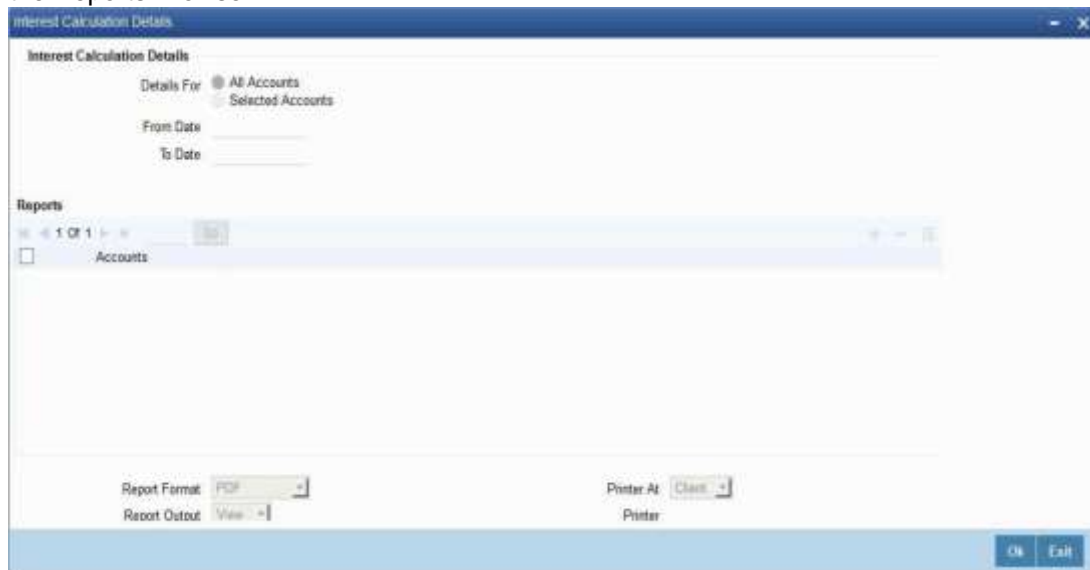 Interest Calculation Details
Interest Calculation Details
Details For All Accounts
Selected Accounts
From Date
To Date
Reports
1 Of 1
Accounts
Report Format PDF Printer At Client
Report Output View Printer
Ok Exit